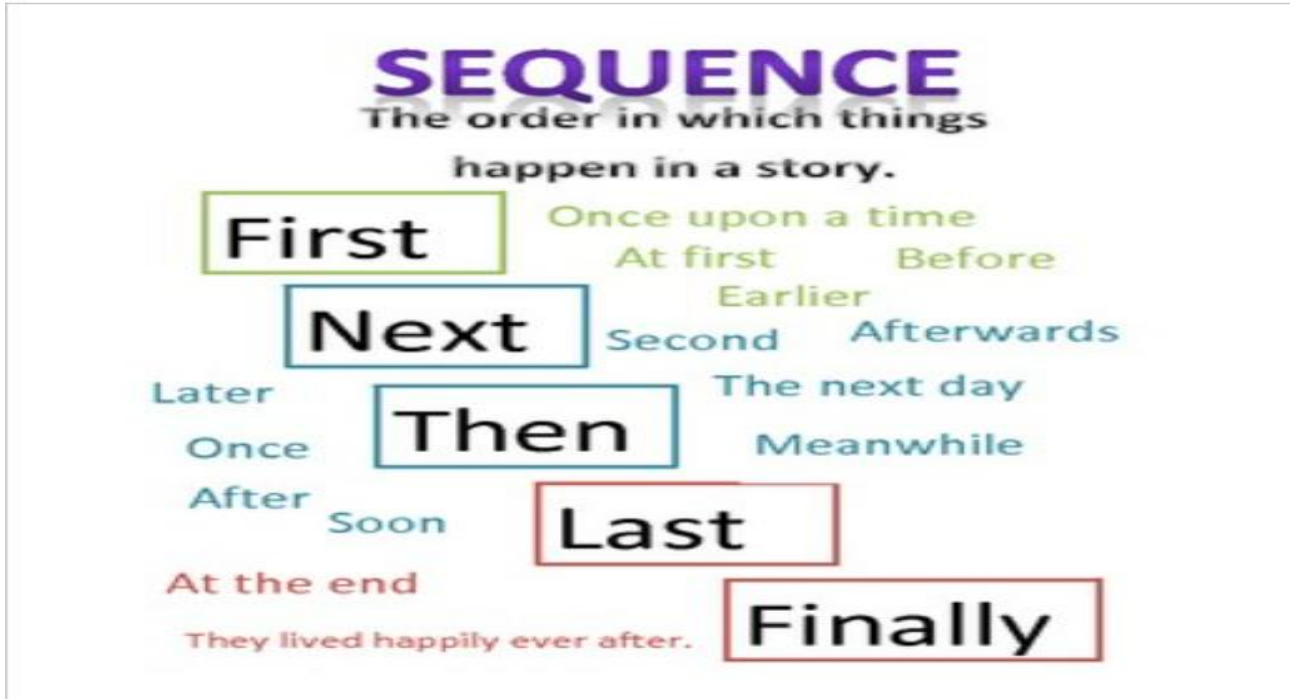 SEQUENCE
The order in which things
happen in a story.
First
Once upon a time
At first
Before
Earlier
Next
Second
Afterwards
Later
Then
The next day
Once
Meanwhile
After
Soon
Last
At the end
They lived happily ever after.
Finally